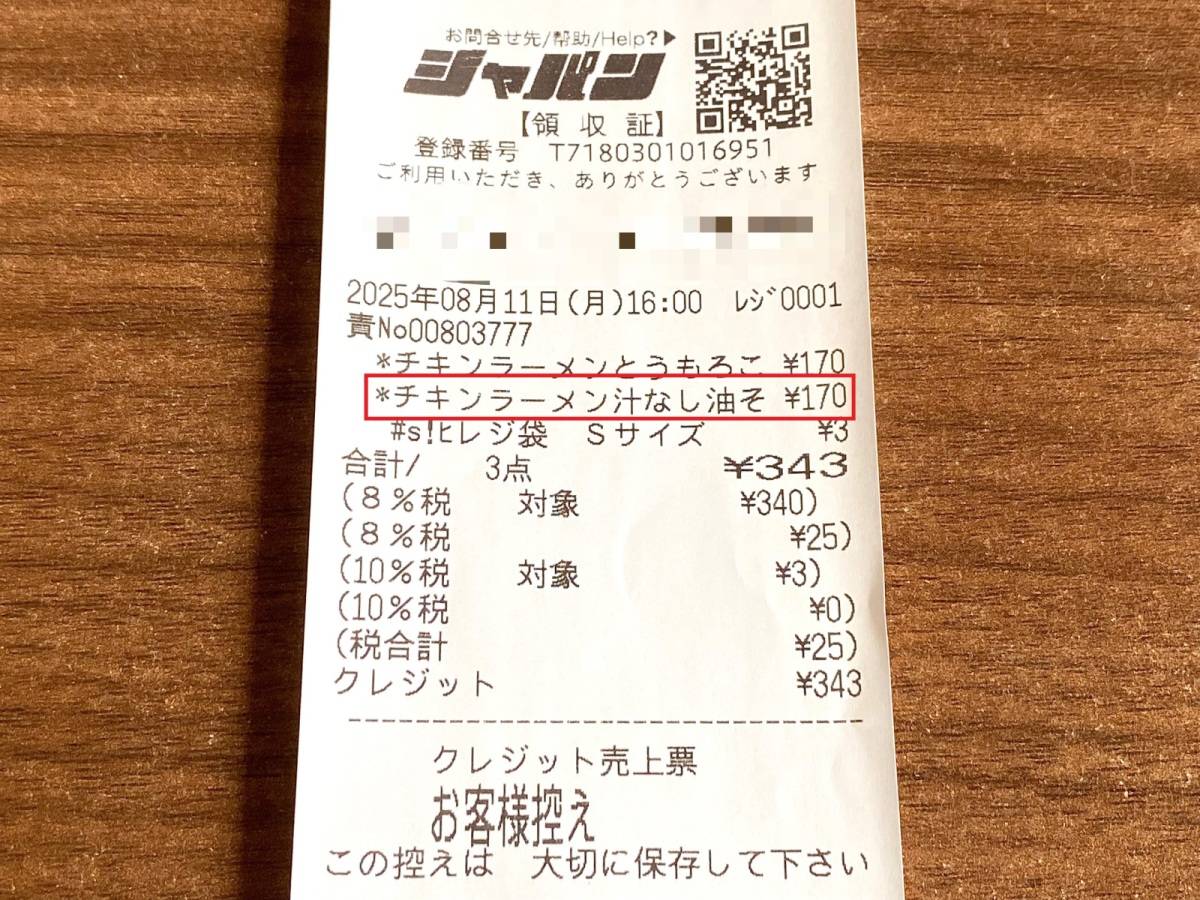 お問合せ先/幇助/Help?▶
ジャパン
【領 収 証】
登録番号 T7180301016951
ご利用いただき、ありがとうございます
2025年08月11日(月)16:00 ﾚｼﾞ0001
責No00803777
*チキンラーメンとうもろこ ¥170
*チキンラーメン汁なし油そ ¥170
#s!ﾋレジ袋 Sサイズ ¥3
合計/ 3点 ¥343
(8%税 対象 ¥340)
(8%税 ¥25)
(10%税 対象 ¥3)
(10%税 ¥0)
(税合計 ¥25)
クレジット ¥343
クレジット売上票
お客様控え
この控えは 大切に保存して下さい